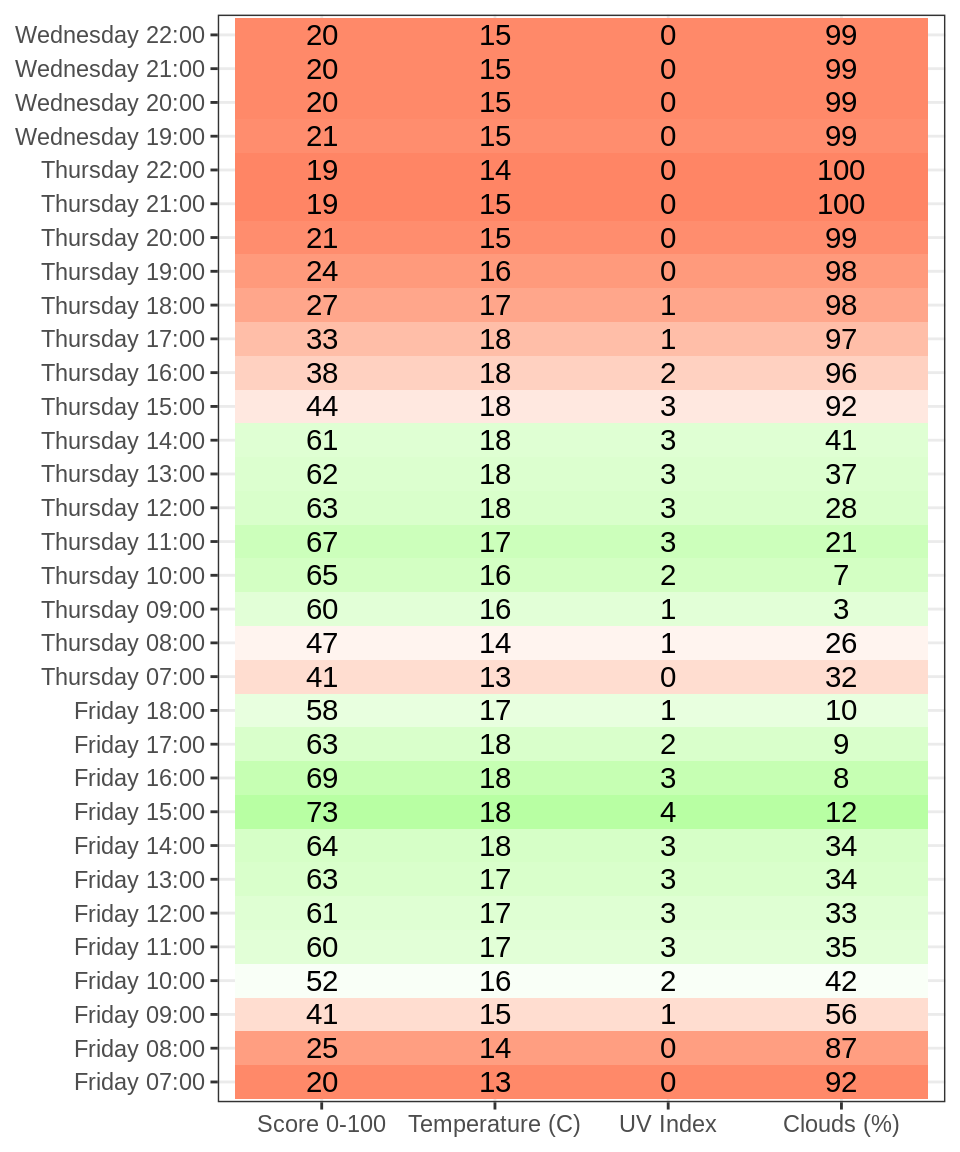 Wednesday 22:00 20 15 0 99
Wednesday 21:00 20 15 0 99
Wednesday 20:00 20 15 0 99
Wednesday 19:00 21 15 0 99
Thursday 22:00 19 14 0 100
Thursday 21:00 19 15 0 100
Thursday 20:00 21 15 0 99
Thursday 19:00 24 16 0 98
Thursday 18:00 27 17 1 98
Thursday 17:00 33 18 1 97
Thursday 16:00 38 18 2 96
Thursday 15:00 44 18 3 92
Thursday 14:00 61 18 3 41
Thursday 13:00 62 18 3 37
Thursday 12:00 63 18 3 28
Thursday 11:00 67 17 3 21
Thursday 10:00 65 16 2 7
Thursday 09:00 60 16 1 3
Thursday 08:00 47 14 1 26
Thursday 07:00 41 13 0 32
Friday 18:00 58 17 1 10
Friday 17:00 63 18 2 9
Friday 16:00 69 18 3 8
Friday 15:00 73 18 4 12
Friday 14:00 64 18 3 34
Friday 13:00 63 17 3 34
Friday 12:00 61 17 3 33
Friday 11:00 60 17 3 35
Friday 10:00 52 16 2 42
Friday 09:00 41 15 1 56
Friday 08:00 25 14 0 87
Friday 07:00 20 13 0 92
Score 0-100 Temperature (C) UV Index Clouds (%)